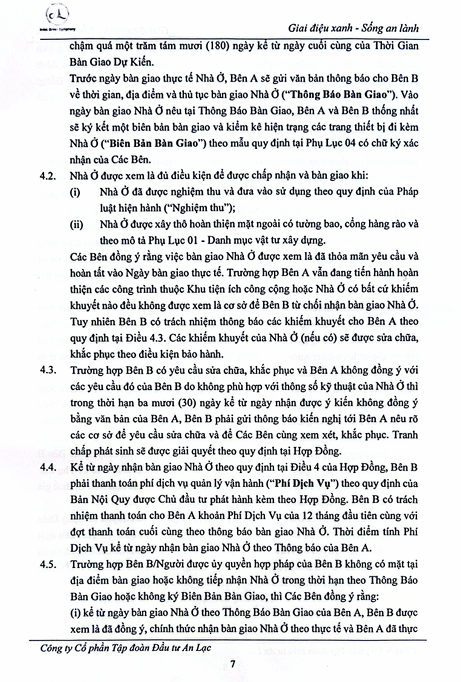 Giai điệu xanh - Sống an lành
chậm quá một trăm tám mươi (180) ngày kể từ ngày cuối cùng của Thời Gian
Bàn Giao Dự Kiến.
Trước ngày bàn giao thực tế Nhà Ở, Bên A sẽ gửi văn bản thông báo cho Bên B
về thời gian, địa điểm và thủ tục bàn giao Nhà Ở (“Thông Báo Bàn Giao”). Vào
ngày bàn giao Nhà Ở nêu tại Thông Báo Bàn Giao, Bên A và Bên B thống nhất
sẽ ký kết một biên bản bàn giao và kiểm kê hiện trạng các trang thiết bị đi kèm
Nhà Ở (“Biên Bản Bàn Giao”) theo mẫu quy định tại Phụ Lục 04 có chữ ký xác
nhận của Các Bên.
4.2. Nhà Ở được xem là đủ điều kiện để được chấp nhận và bàn giao khi:
(i) Nhà Ở đã được nghiệm thu và đưa vào sử dụng theo quy định của Pháp
luật hiện hành (“Nghiệm thu”);
(ii) Nhà Ở được xây thô hoàn thiện mặt ngoài có tường bao, cổng hàng rào và
theo mô tả Phụ Lục 01 - Danh mục vật tư xây dựng.
Các Bên đồng ý rằng việc bàn giao Nhà Ở được xem là đã thỏa mãn yêu cầu và
hoàn tất vào Ngày bàn giao thực tế. Trường hợp Bên A vẫn đang tiến hành hoàn
thiện các công trình thuộc Khu tiện ích công cộng hoặc Nhà Ở có bất cứ khiếm
khuyết nào đều không được xem là cơ sở để Bên B từ chối nhận bàn giao Nhà Ở.
Tuy nhiên Bên B có trách nhiệm thông báo các khiếm khuyết cho Bên A theo
quy định tại Điều 4.3. Các khiếm khuyết của Nhà Ở (nếu có) sẽ được sửa chữa,
khắc phục theo điều kiện bảo hành.
4.3. Trường hợp Bên B có yêu cầu sửa chữa, khắc phục và Bên A không đồng ý với
các yêu cầu đó của Bên B do không phù hợp với thông số kỹ thuật của Nhà Ở thì
trong thời hạn ba mươi (30) ngày kể từ ngày nhận được ý kiến không đồng ý
bằng văn bản của Bên A, Bên B phải gửi thông báo kiến nghị tới Bên A nêu rõ
các cơ sở để yêu cầu sửa chữa và để Các Bên cùng xem xét, khắc phục. Tranh
chấp phát sinh sẽ được giải quyết theo quy định tại Hợp Đồng.
4.4. Kể từ ngày nhận bàn giao Nhà Ở theo quy định tại Điều 4 của Hợp Đồng, Bên B
phải thanh toán phí dịch vụ quản lý vận hành (“Phí Dịch Vụ”) theo quy định của
Bản Nội Quy được Chủ đầu tư phát hành kèm theo Hợp Đồng. Bên B có trách
nhiệm thanh toán cho Bên A khoản Phí Dịch Vụ của 12 tháng đầu tiên cùng với
đợt thanh toán cuối cùng theo thông báo bàn giao Nhà Ở. Thời điểm tính Phí
Dịch Vụ kể từ ngày nhận bàn giao Nhà Ở theo Thông báo của Bên A.
4.5. Trường hợp Bên B/Người được ủy quyền hợp pháp của Bên B không có mặt tại
địa điểm bàn giao hoặc không tiếp nhận Nhà Ở trong thời hạn theo Thông Báo
Bàn Giao hoặc không ký Biên Bản Bàn Giao, thì Các Bên đồng ý rằng:
(i) kể từ ngày bàn giao Nhà Ở theo Thông Báo Bàn Giao của Bên A, Bên B được
xem là đã đồng ý, chính thức nhận bàn giao Nhà Ở theo thực tế và Bên A đã thực
Công ty Cổ phần Tập đoàn Đầu tư An Lạc
7